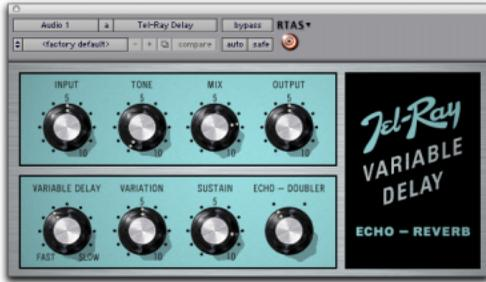 Audio 1 a Tel-Ray Delay bypass RTAS
<factory default> - + compare auto safe
INPUT TONE MIX OUTPUT
5 5 5 5
10 10 10 10
VARIABLE DELAY VARIATION SUSTAIN ECHO – DOUBLER
5 5
FAST SLOW 10 10
Tel-Ray
VARIABLE
DELAY
ECHO – REVERB